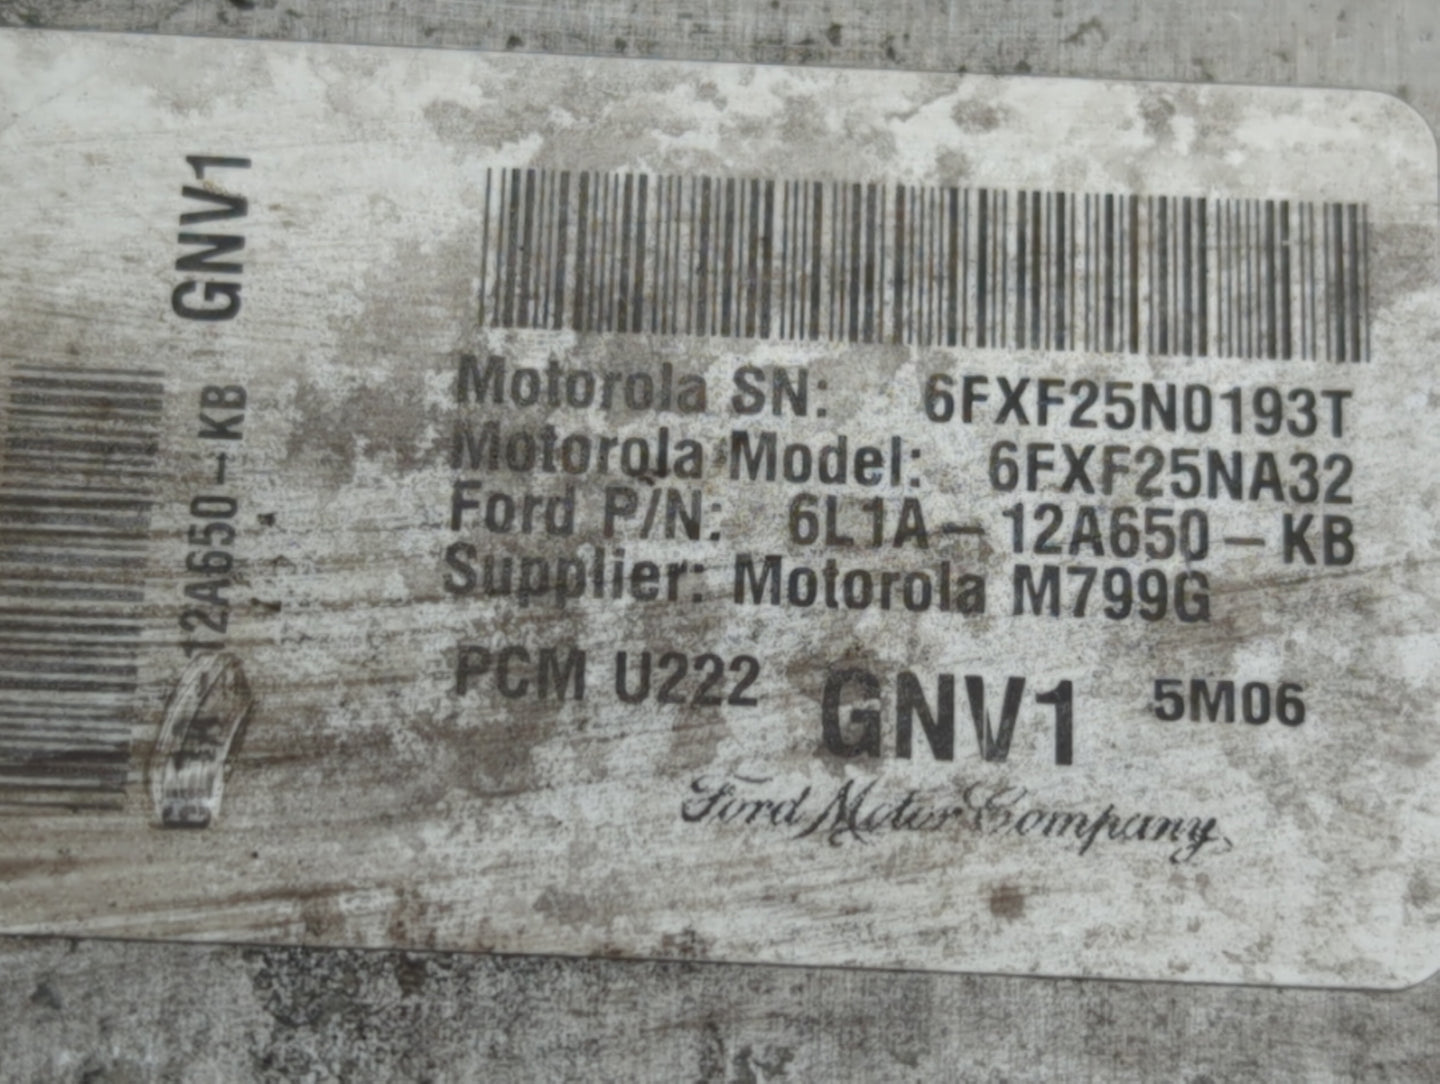 GNV1
12A650-KB
Motorola SN: 6FXF25N0193T
Motorola Model: 6FXF25NA32
Ford P/N: 6L1A-12A650-KB
Supplier: Motorola M799G
PCM U222 GNV1 5M06
Ford Motor Company,